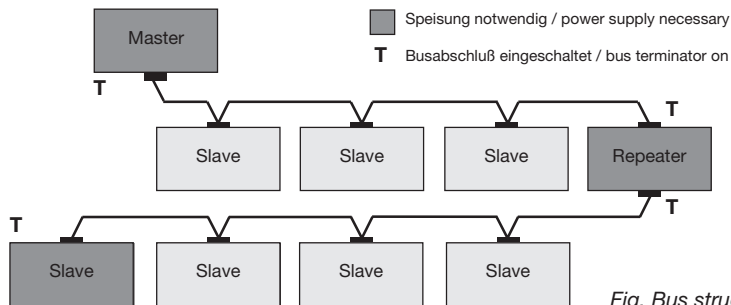 Speisung notwendig / power supply necessary
Master
T Busabschluß eingeschaltet / bus terminator on
T
T
Slave Slave Slave Repeater
T
T
Slave Slave Slave Slave
Fig. Bus